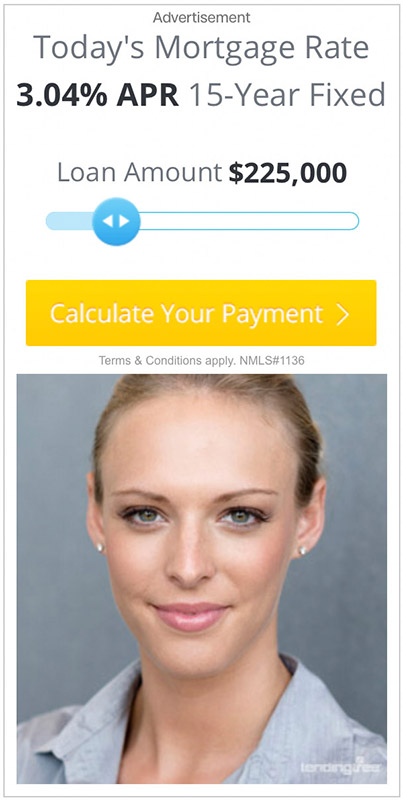 Advertisement
Today's Mortgage Rate
3.04% APR 15-Year Fixed
Loan Amount $225,000
Calculate Your Payment
Terms & Conditions apply. NMLS#1136
lendingtree